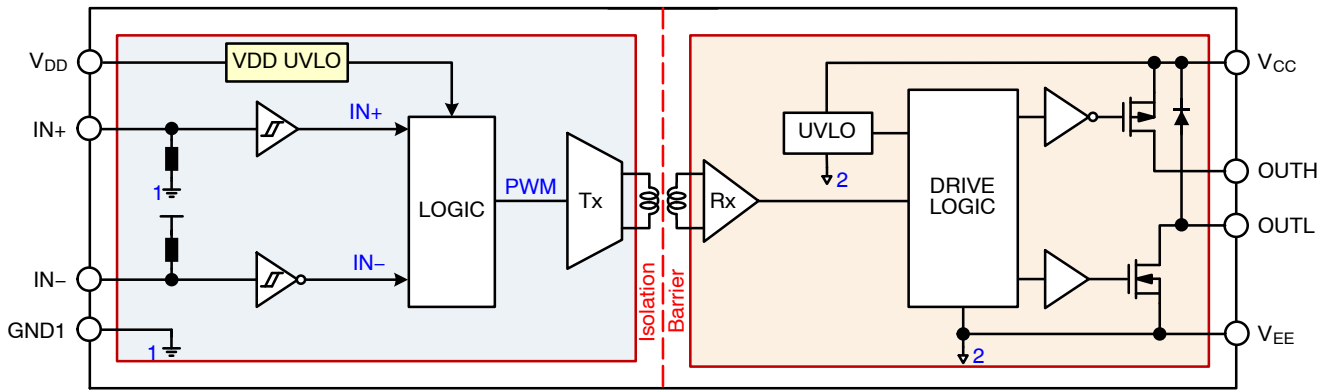 VDD
VDD UVLO
VCC
IN+
IN+
UVLO
1
2
OUTH
PWM
LOGIC
Tx
Rx
DRIVE
LOGIC
OUTL
IN−
IN−
Isolation
Barrier
GND1
1
2
VEE